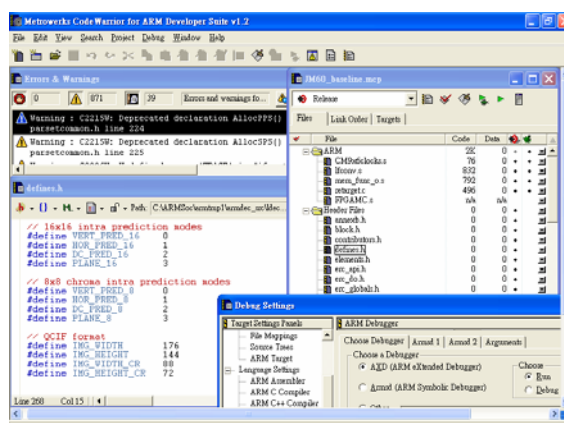 Metrowerks CodeWarrior for ARM Developer Suite v1.2
File Edit View Search Project Debug Window Help
Errors & Warnings
0 871 39 Errors and warnings fo...
Warning : C2215W: Deprecated declaration AllocPPS()
parsetcommon.h line 224
Warning : C2215W: Deprecated declaration AllocSPS()
parsetcommon.h line 225
defines.h
Path:
// 16x16 intra prediction modes
#define VERT_PRED_16 0
#define HOR_PRED_16 1
#define DC_PRED_16 2
#define PLANE_16 3
// 8x8 chroma intra prediction modes
#define VERT_PRED_8 0
#define HOR_PRED_8 1
#define DC_PRED_8 2
#define PLANE_8 3
// QCIF format
#define IMG_WIDTH 176
#define IMG_HEIGHT 144
#define IMG_WIDTH_CR 88
#define IMG_HEIGHT_CR 72
Line 268 Col 15
JM60_baseline.mcp
Release
Files Link Order Targets
File Code Data
ARM 2K 0
CM9xticlocks.s 76 0
lfconv.s 832 0
mem_func_o.s 792 0
retarget.c 496 0
FPGAMC.s n/a n/a
Header Files 0 0
annexb.h 0 0
block.h 0 0
contributors.h 0 0
defines.h 0 0
elements.h 0 0
erc_api.h 0 0
erc_do.h 0 0
erc_globals.h 0 0
Debug Settings
Target Settings Panels
File Mappings
Source Trees
ARM Target
Language Settings
ARM Assembler
ARM C Compiler
ARM C++ Compiler
ARM Debugger
Choose Debugger Armsd 1 Armsd 2 Arguments
Choose a Debugger
AXD (ARM eXtended Debugger)
Armsd (ARM Symbolic Debugger)
Choose
Run
Debug